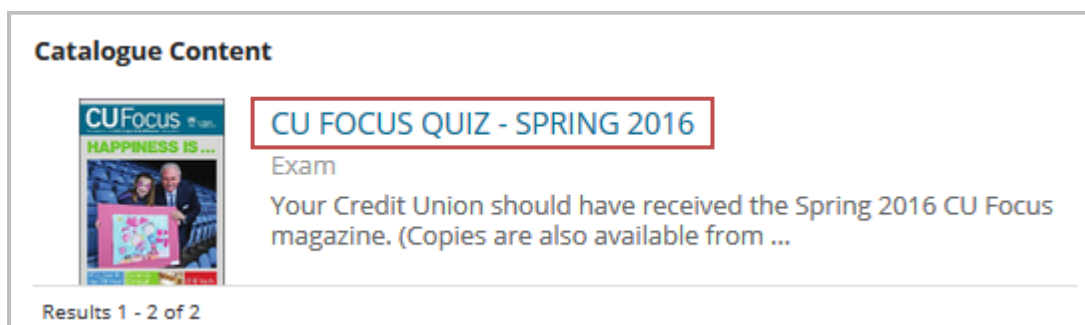 Catalogue Content
CUFocus
HAPPINESS IS...
CU FOCUS QUIZ - SPRING 2016
Exam
Your Credit Union should have received the Spring 2016 CU Focus
magazine. (Copies are also available from ...
Results 1 - 2 of 2